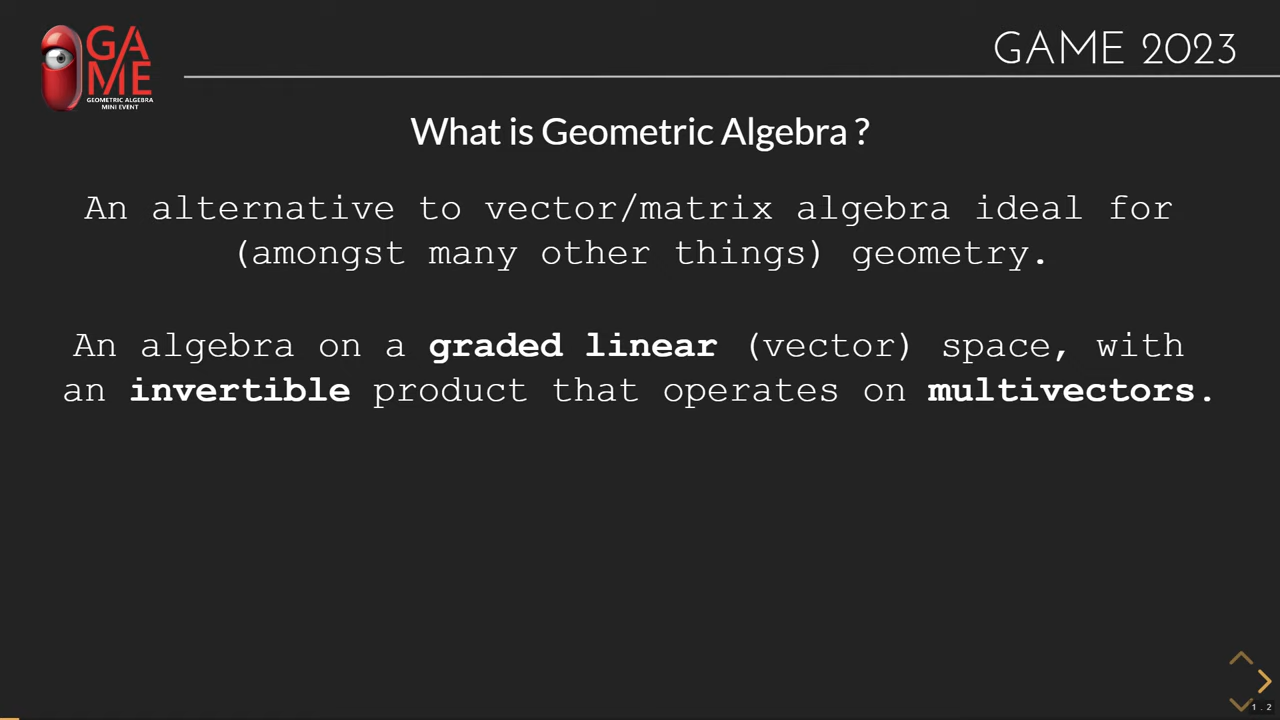 GA
ME
GEOMETRIC ALGEBRA
MINI EVENT
GAME 2023
What is Geometric Algebra ?
An alternative to vector/matrix algebra ideal for
(amongst many other things) geometry.
An algebra on a graded linear (vector) space, with
an invertible product that operates on multivectors.
1.2